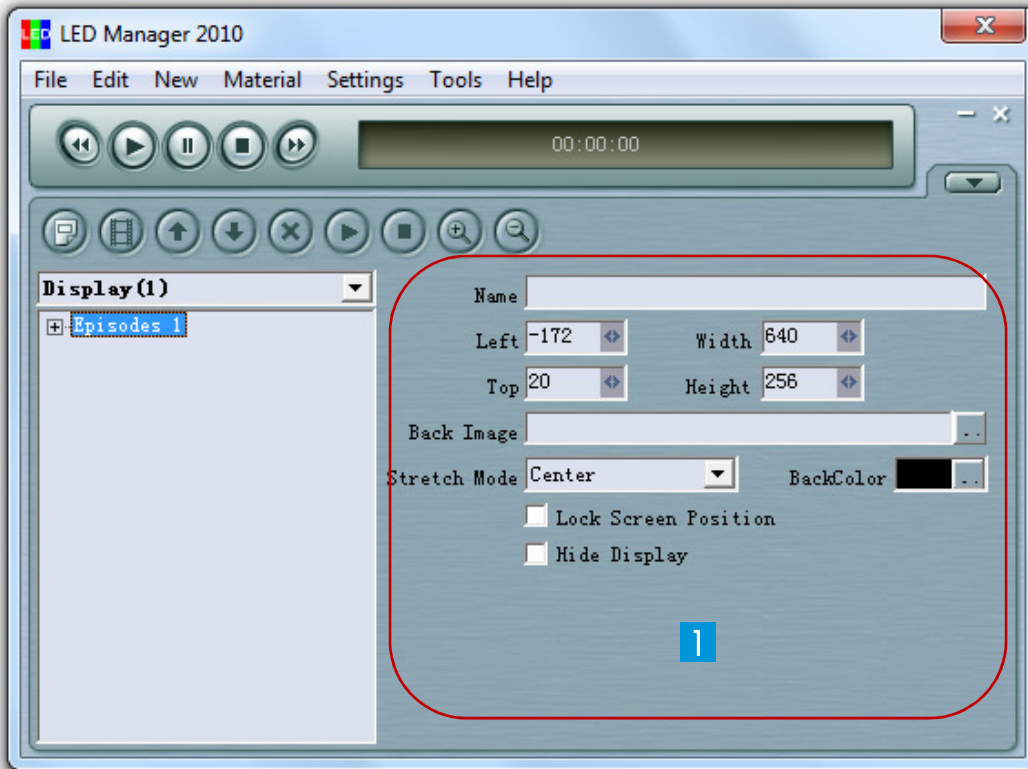 LED LED Manager 2010
File Edit New Material Settings Tools Help
00:00:00
Display(1)
Episodes 1
Name
Left -172 Width 640
Top 20 Height 256
Back Image ..
Stretch Mode Center BackColor ..
Lock Screen Position
Hide Display
1